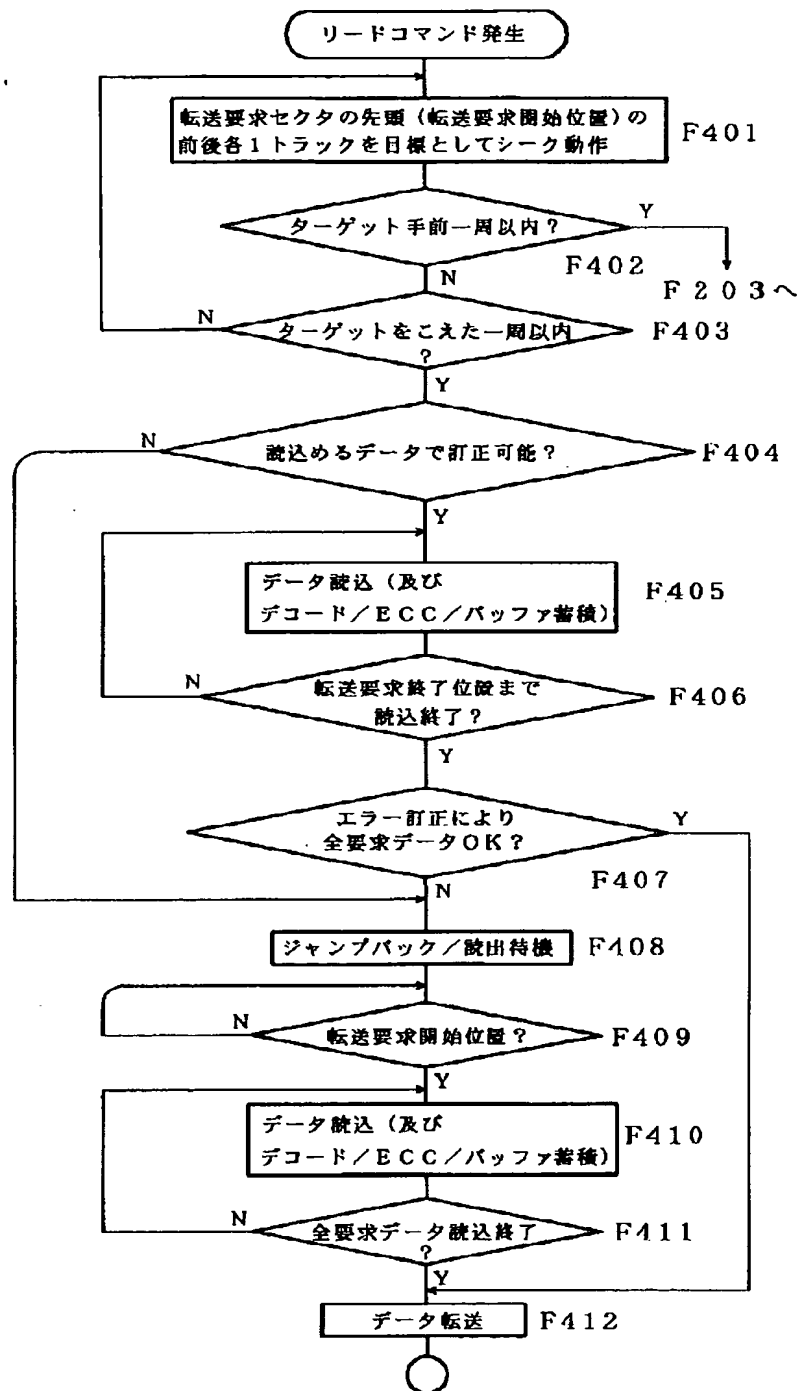 リードコマンド発生
転送要求セクタの先頭（転送要求開始位置）の
前後各1トラックを目標としてシーク動作
F401
ターゲット手前一周以内？
Y
F402
N
F203へ
ターゲットをこえた一周以内
？
N
F403
Y
読込めるデータで訂正可能？
N
F404
Y
データ読込（及び
デコード／ECC／バッファ蓄積）
F405
転送要求終了位置まで
読込終了？
N
F406
Y
エラー訂正により
全要求データOK？
Y
F407
N
ジャンプバック／読出待機
F408
転送要求開始位置？
N
F409
Y
データ読込（及び
デコード／ECC／バッファ蓄積）
F410
全要求データ読込終了
？
N
F411
Y
データ転送
F412